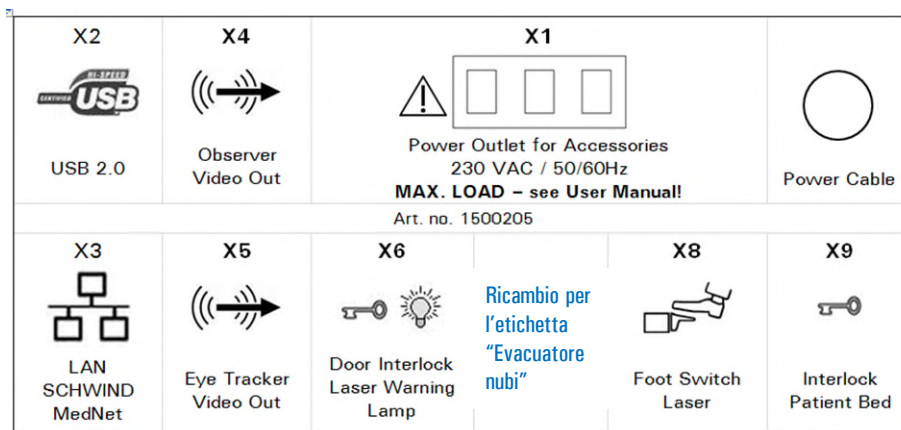 X2
X4
X1
HI-SPEED
CERTIFIED
USB
USB 2.0
Observer
Video Out
Power Outlet for Accessories
230 VAC / 50/60Hz
MAX. LOAD – see User Manual!
Power Cable
Art. no. 1500205
X3
X5
X6
X8
X9
LAN
SCHWIND
MedNet
Eye Tracker
Video Out
Door Interlock
Laser Warning
Lamp
Ricambio per
l'etichetta
"Evacuatore
nubi"
Foot Switch
Laser
Interlock
Patient Bed